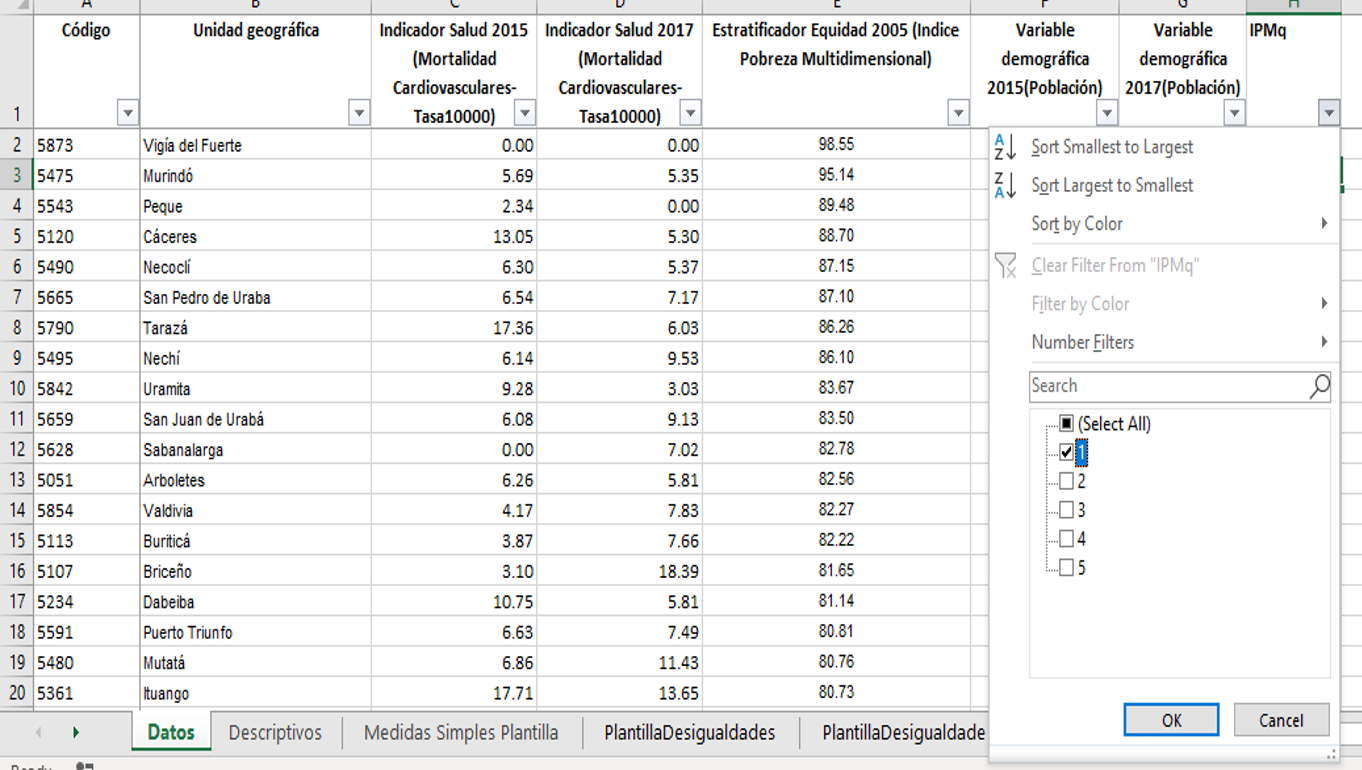 A B C D E F G H
Código Unidad geográfica Indicador Salud 2015 Indicador Salud 2017 Estratificador Equidad 2005 (Indice Variable Variable IPMq
(Mortalidad (Mortalidad Pobreza Multidimensional) demográfica demográfica
Cardiovasculares- Cardiovasculares- 2015(Población) 2017(Población)
1 Tasa10000) Tasa10000)
2 5873 Vigía del Fuerte 0.00 0.00 98.55
3 5475 Murindó 5.69 5.35 95.14
4 5543 Peque 2.34 0.00 89.48
5 5120 Cáceres 13.05 5.30 88.70
6 5490 Necoclí 6.30 5.37 87.15
7 5665 San Pedro de Uraba 6.54 7.17 87.10
8 5790 Tarazá 17.36 6.03 86.26
9 5495 Nechí 6.14 9.53 86.10
10 5842 Uramita 9.28 3.03 83.67
11 5659 San Juan de Urabá 6.08 9.13 83.50
12 5628 Sabanalarga 0.00 7.02 82.78
13 5051 Arboletes 6.26 5.81 82.56
14 5854 Valdivia 4.17 7.83 82.27
15 5113 Buriticá 3.87 7.66 82.22
16 5107 Briceño 3.10 18.39 81.65
17 5234 Dabeiba 10.75 5.81 81.14
18 5591 Puerto Triunfo 6.63 7.49 80.81
19 5480 Mutatá 6.86 11.43 80.76
20 5361 Ituango 17.71 13.65 80.73
Sort Smallest to Largest
Sort Largest to Smallest
Sort by Color
Clear Filter From "IPMq"
Filter by Color
Number Filters
Search
(Select All)
1
2
3
4
5
OK Cancel
Datos Descriptivos Medidas Simples Plantilla PlantillaDesigualdades PlantillaDesigualdade
Ready